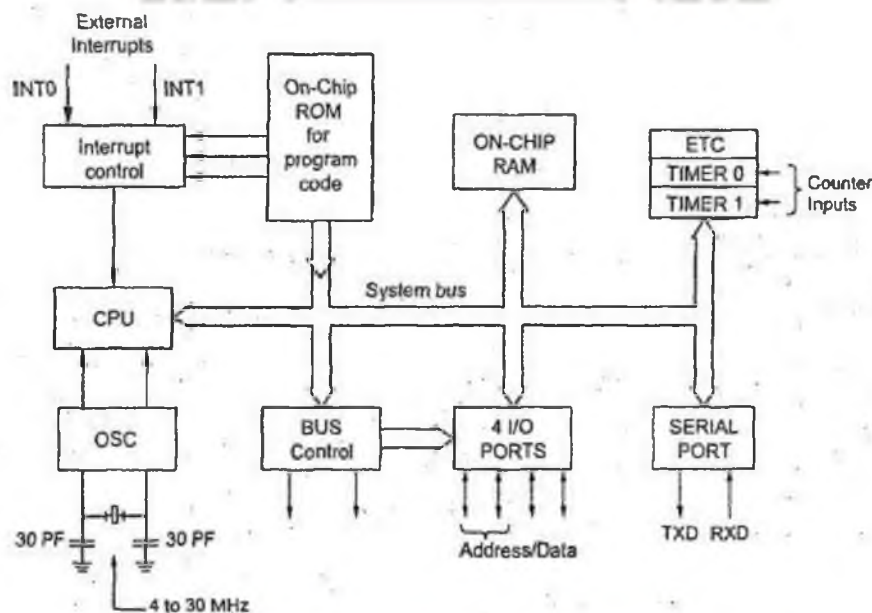 External
Interrupts
INT0
INT1
Interrupt
control
On-Chip
ROM
for
program
code
ON-CHIP
RAM
ETC
TIMER 0
TIMER 1
Counter
Inputs
System bus
CPU
OSC
BUS
Control
4 I/O
PORTS
SERIAL
PORT
30 PF
30 PF
Address/Data
TXD RXD
4 to 30 MHz